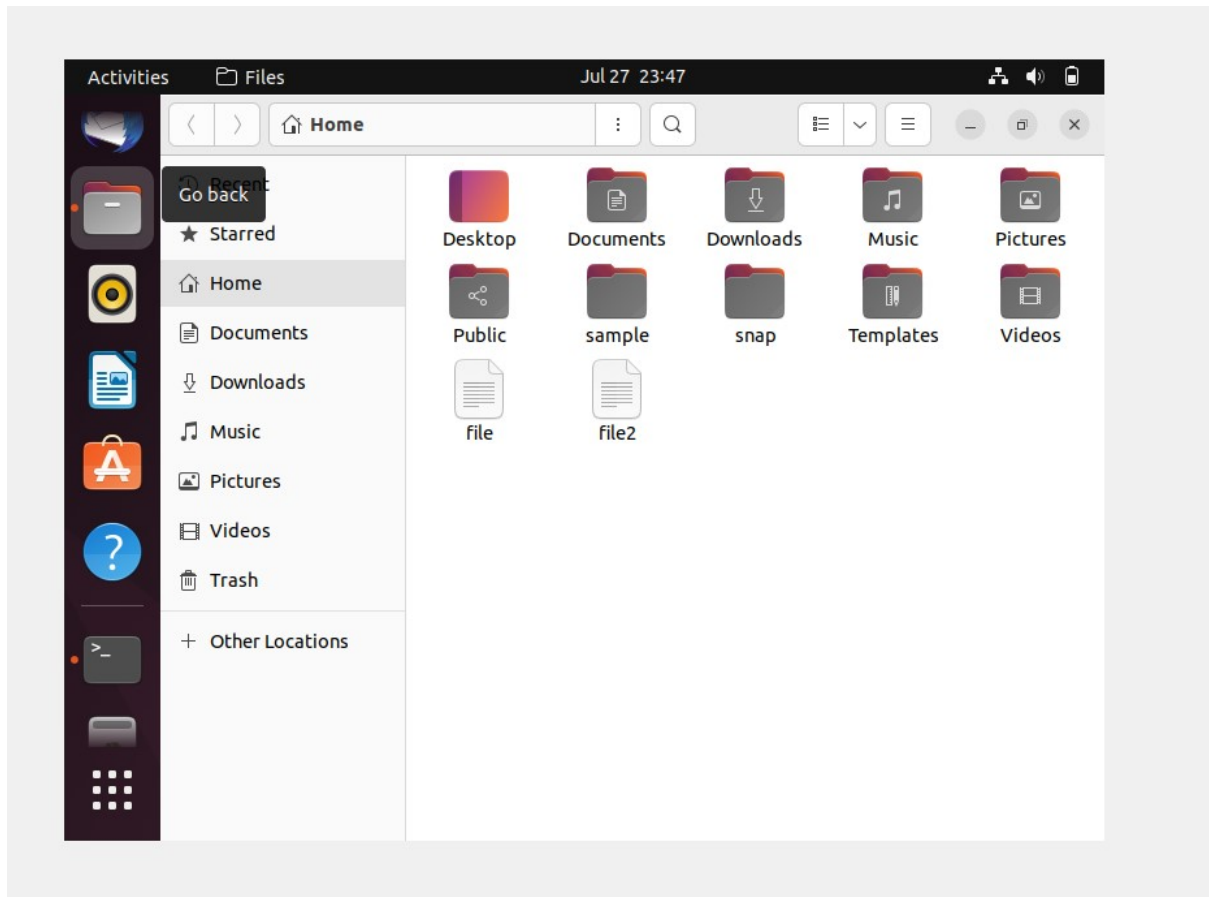 Activities Files Jul 27 23:47
Home
Recent
Go back
Starred
Home
Documents
Downloads
Music
Pictures
Videos
Trash
Other Locations
Desktop Documents Downloads Music Pictures
Public sample snap Templates Videos
file file2